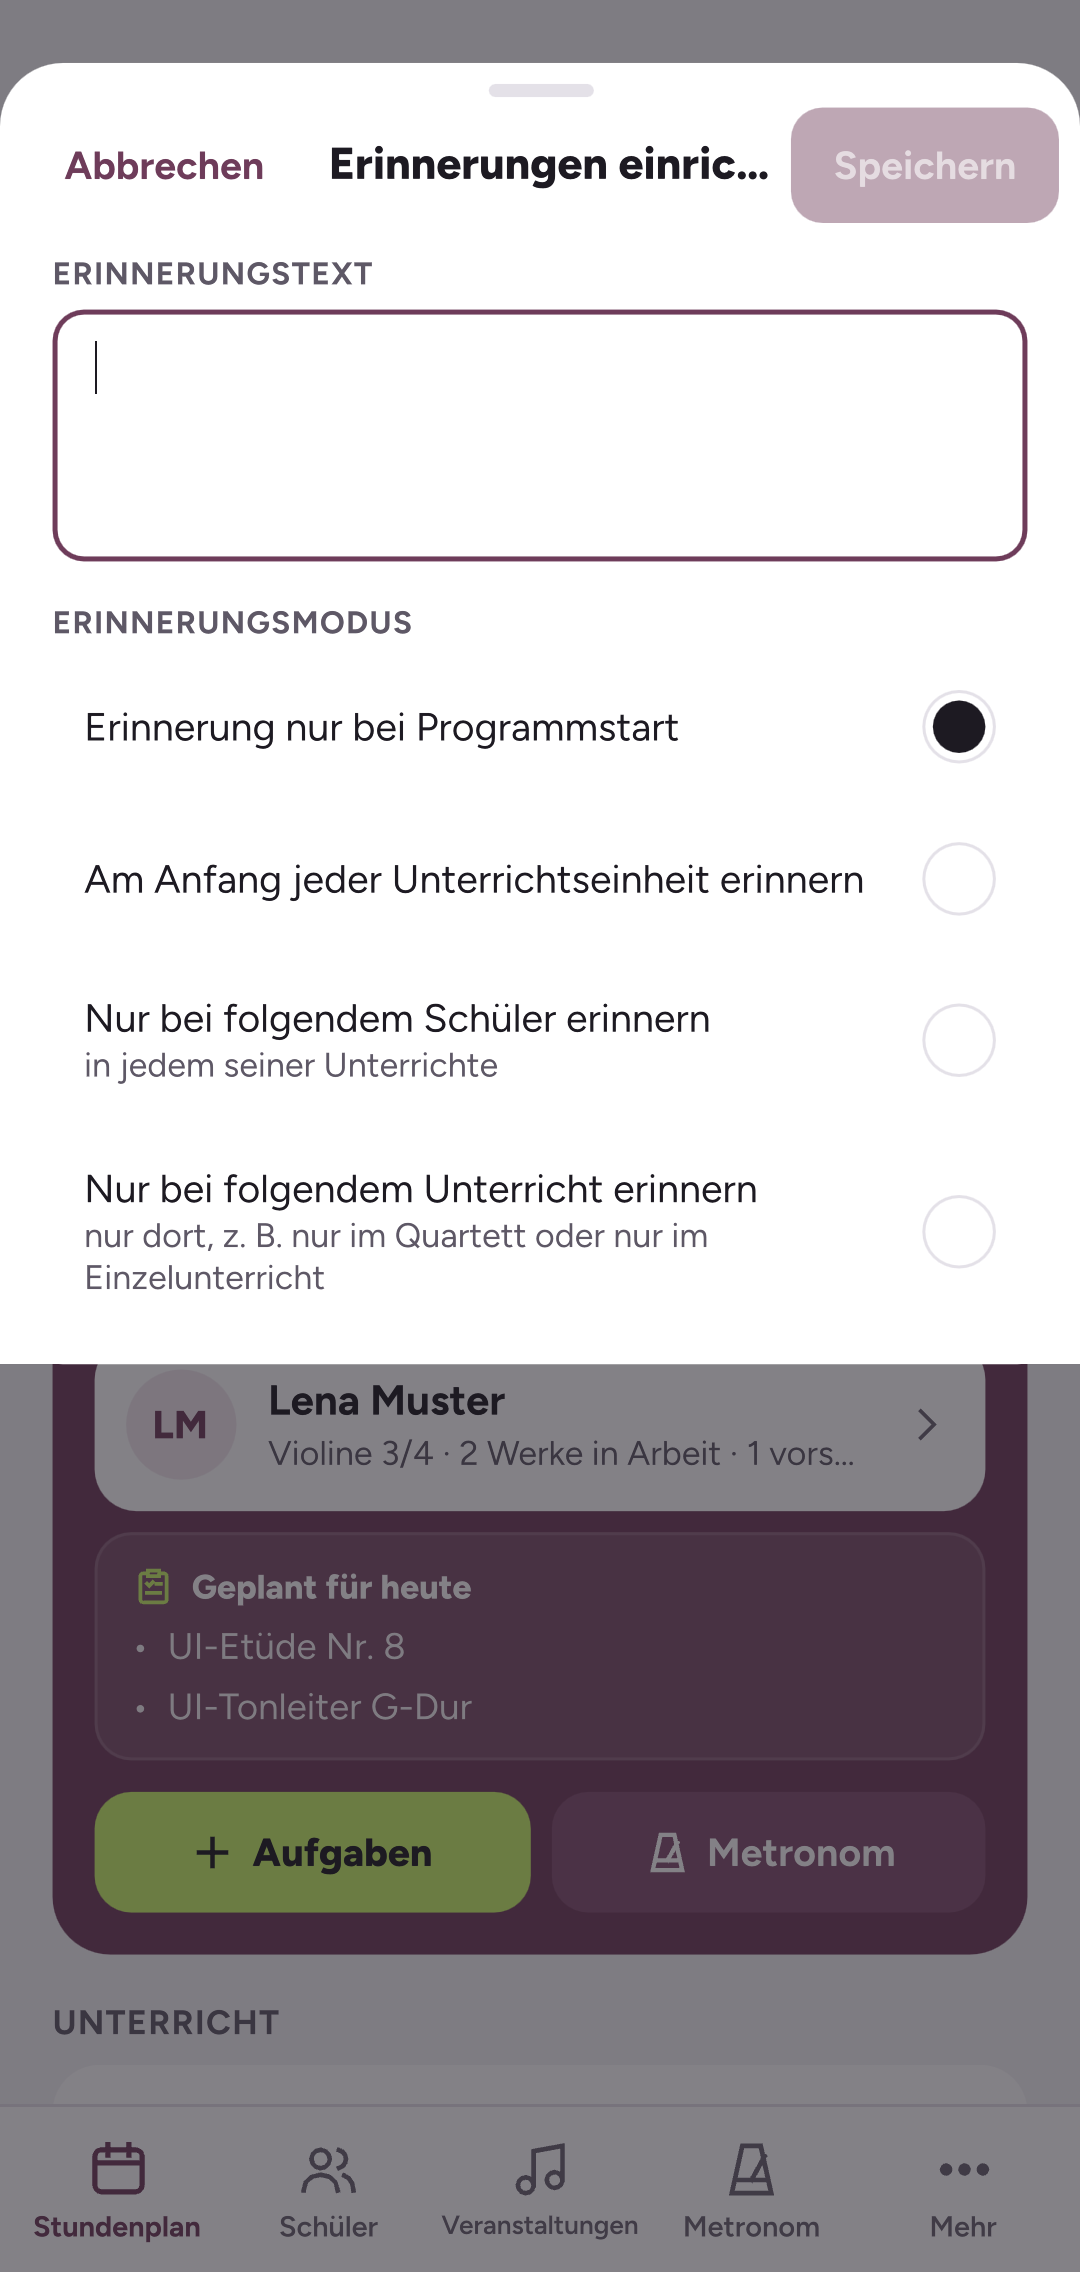 Abbrechen
Erinnerungen einric...
Speichern
ERINNERUNGSTEXT
ERINNERUNGSMODUS
Erinnerung nur bei Programmstart
Am Anfang jeder Unterrichtseinheit erinnern
Nur bei folgendem Schüler erinnern
in jedem seiner Unterrichte
Nur bei folgendem Unterricht erinnern
nur dort, z. B. nur im Quartett oder nur im
Einzelunterricht
LM
Lena Muster
Violine 3/4 · 2 Werke in Arbeit · 1 vors...
Geplant für heute
• UI-Etüde Nr. 8
• UI-Tonleiter G-Dur
+ Aufgaben
Metronom
UNTERRICHT
Stundenplan
Schüler
Veranstaltungen
Metronom
Mehr